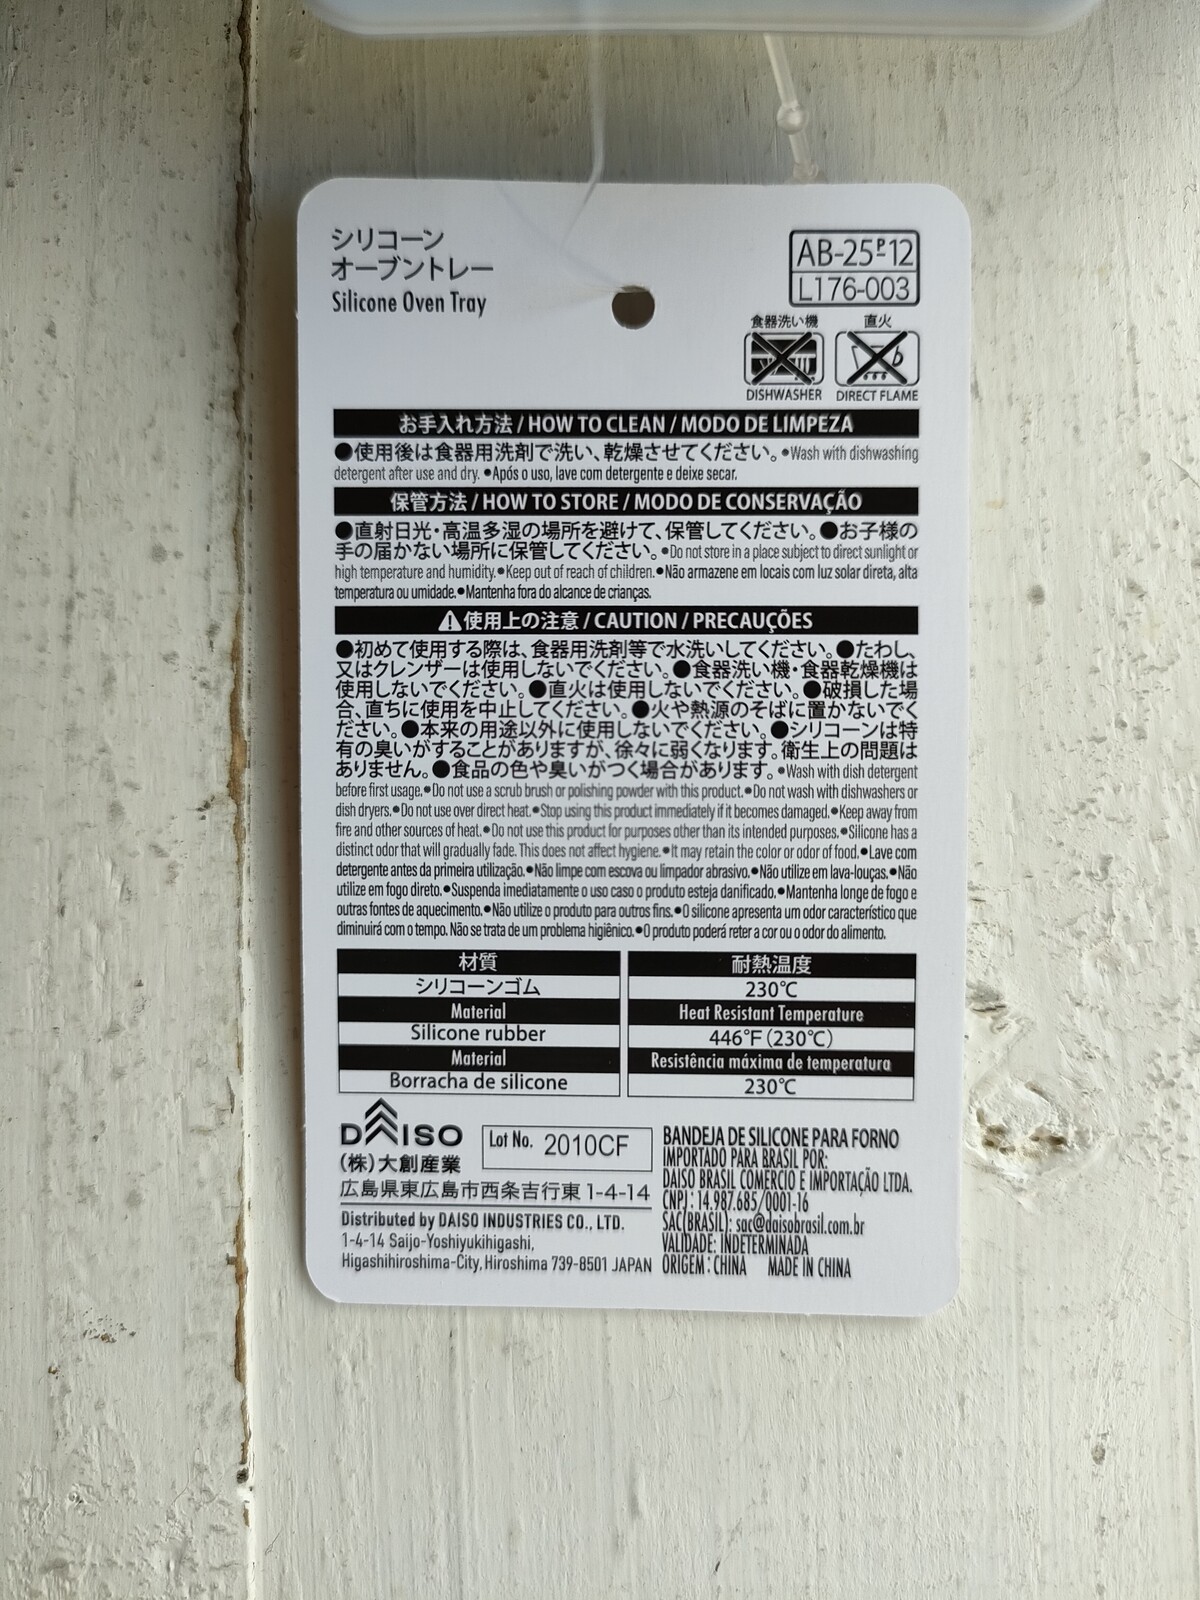 シリコーン
オーブントレー
Silicone Oven Tray
AB-25P-12
L176-003
食器洗い機
DISHWASHER
直火
DIRECT FLAME
お手入れ方法 / HOW TO CLEAN / MODO DE LIMPEZA
●使用後は食器用洗剤で洗い、乾燥させてください。●Wash with dishwashing
detergent after use and dry. ●Após o uso, lave com detergente e deixe secar.
保管方法 / HOW TO STORE / MODO DE CONSERVAÇÃO
●直射日光・高温多湿の場所を避けて、保管してください。●お子様の
手の届かない場所に保管してください。●Do not store in a place subject to direct sunlight or
high temperature and humidity.●Keep out of reach of children.●Não armazene em locais com luz solar direta, alta
temperatura ou umidade.●Mantenha fora do alcance de crianças.
⚠使用上の注意 / CAUTION / PRECAUÇÕES
●初めて使用する際は、食器用洗剤等で水洗いしてください。●たわし、
又はクレンザーは使用しないでください。●食器洗い機・食器乾燥機は
使用しないでください。●直火は使用しないでください。●破損した場
合、直ちに使用を中止してください。●火や熱源のそばに置かないでく
ださい。●本来の用途以外に使用しないでください。●シリコーンは特
有の臭いがすることがありますが、徐々に弱くなります。衛生上の問題は
ありません。●食品の色や臭いがつく場合があります。●Wash with dish detergent
before first usage.●Do not use a scrub brush or polishing powder with this product.●Do not wash with dishwashers or
dish dryers.●Do not use over direct heat.●Stop using this product immediately if it becomes damaged.●Keep away from
fire and other sources of heat.●Do not use this product for purposes other than its intended purposes.●Silicone has a
distinct odor that will gradually fade. This does not affect hygiene.●It may retain the color or odor of food.●Lave com
detergente antes da primeira utilização.●Não limpe com escova ou limpador abrasivo.●Não utilize em lava-louças.●Não
utilize em fogo direto.●Suspenda imediatamente o uso caso o produto esteja danificado.●Mantenha longe de fogo e
outras fontes de aquecimento.●Não utilize o produto para outros fins.●O silicone apresenta um odor característico que
diminuirá com o tempo. Não se trata de um problema higiênico.●O produto poderá reter a cor ou o odor do alimento.
材質
シリコーンゴム
Material
Silicone rubber
Material
Borracha de silicone
耐熱温度
230℃
Heat Resistant Temperature
446℉(230℃)
Resistência máxima de temperatura
230℃
DAISO
(株)大創産業
Lot No. 2010CF
広島県東広島市西条吉行東 1-4-14
Distributed by DAISO INDUSTRIES CO., LTD.
1-4-14 Saijo-Yoshiyukihigashi,
Higashihiroshima-City, Hiroshima 739-8501 JAPAN
BANDEJA DE SILICONE PARA FORNO
IMPORTADO PARA BRASIL POR:
DAISO BRASIL COMÉRCIO E IMPORTAÇÃO LTDA.
CNPJ: 14.987.685/0001-16
SAC(BRASIL): sac@daisobrasil.com.br
VALIDADE: INDETERMINADA
ORIGEM: CHINA MADE IN CHINA